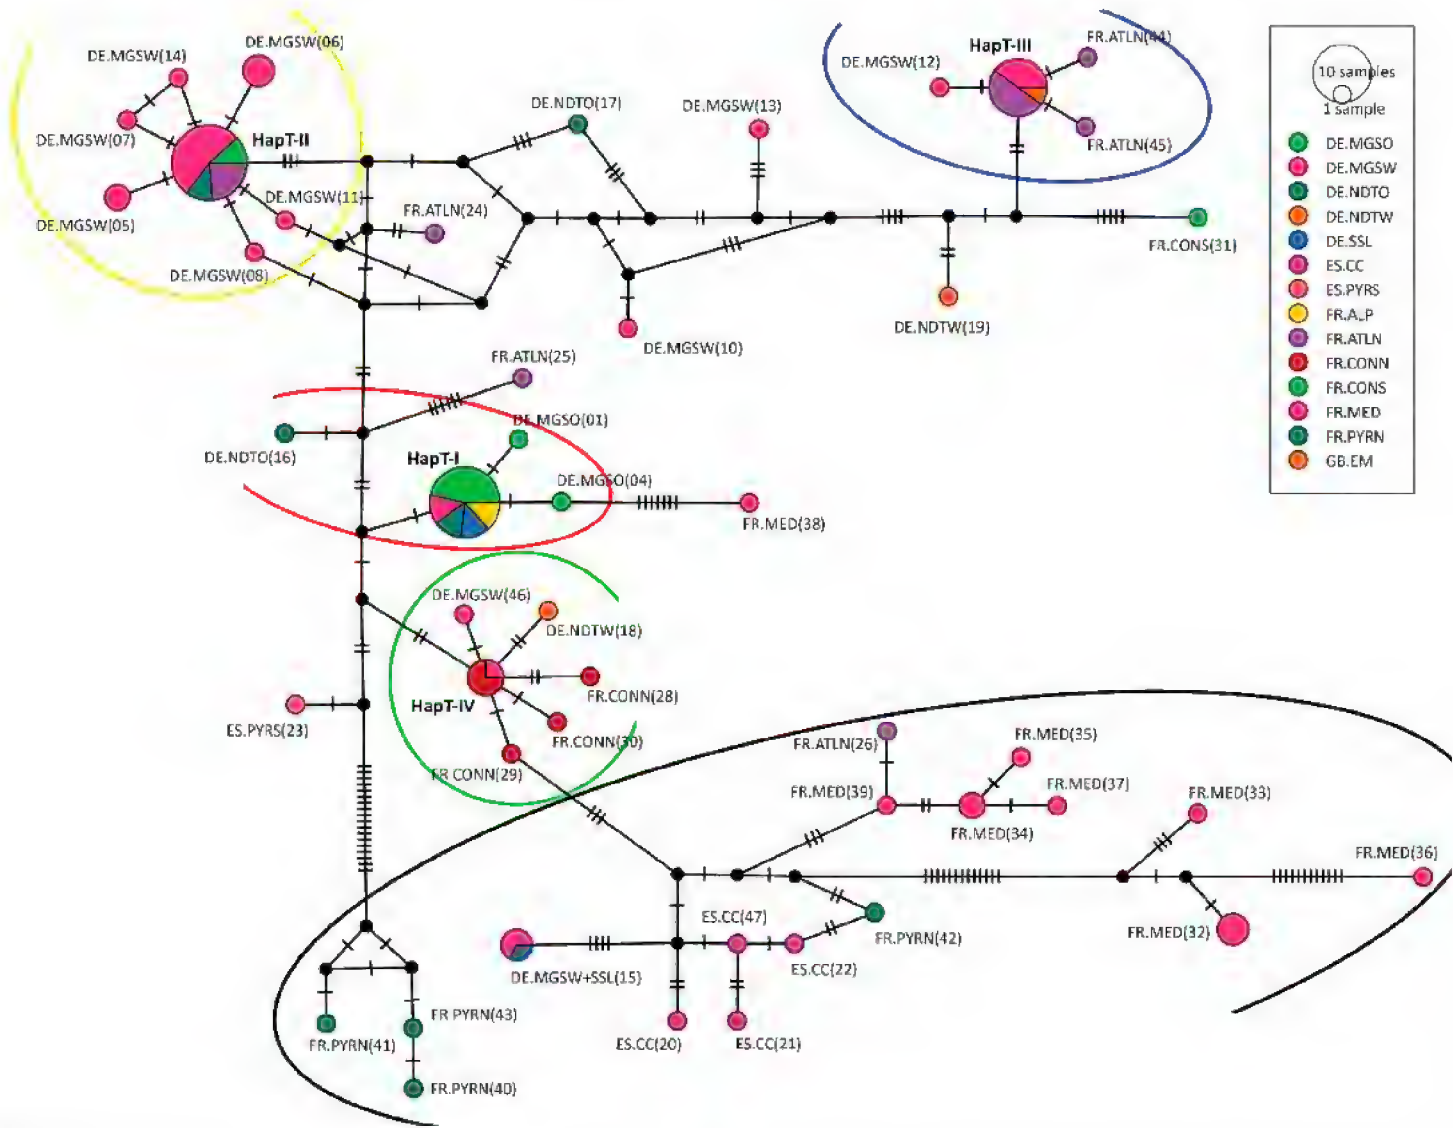 DE.MGSW(06)
DE.MGSW(14)
HapT-III
FR.ATLN(44)
DE.MGSW(12)
10 samples
1 sample
DE.NDTO(17)
DE.MGSW(13)
DE.MGSW(07)
HapT-II
FR.ATLN(45)
DE.MGSO
DE.MGSW
DE.NDTO
DE.NDTW
DE.SSL
ES.CC
ES.PYRS
FR.ALP
FR.ATLN
FR.CONN
FR.CONS
FR.MED
FR.PYRN
GB.EM
DE.MGSW(11)
FR.ATLN(24)
DE.MGSW(05)
FR.CONS(31)
DE.MGSW(08)
DE.NDTW(19)
DE.MGSW(10)
FR.ATLN(25)
DE.MGSO(01)
DE.NDTO(16)
HapT-I
DE.MGSO(04)
FR.MED(38)
DE.MGSW(46)
DE.NDTW(18)
FR.CONN(28)
HapT-IV
ES.PYRS(23)
FR.CONN(30)
FR.CONN(29)
FR.ATLN(26)
FR.MED(35)
FR.MED(39)
FR.MED(37)
FR.MED(33)
FR.MED(34)
FR.MED(36)
ES.CC(47)
FR.PYRN(42)
FR.MED(32)
DE.MGSW+SSL(15)
ES.CC(22)
FR.PYRN(43)
FR.PYRN(41)
ES.CC(20)
ES.CC(21)
FR.PYRN(40)